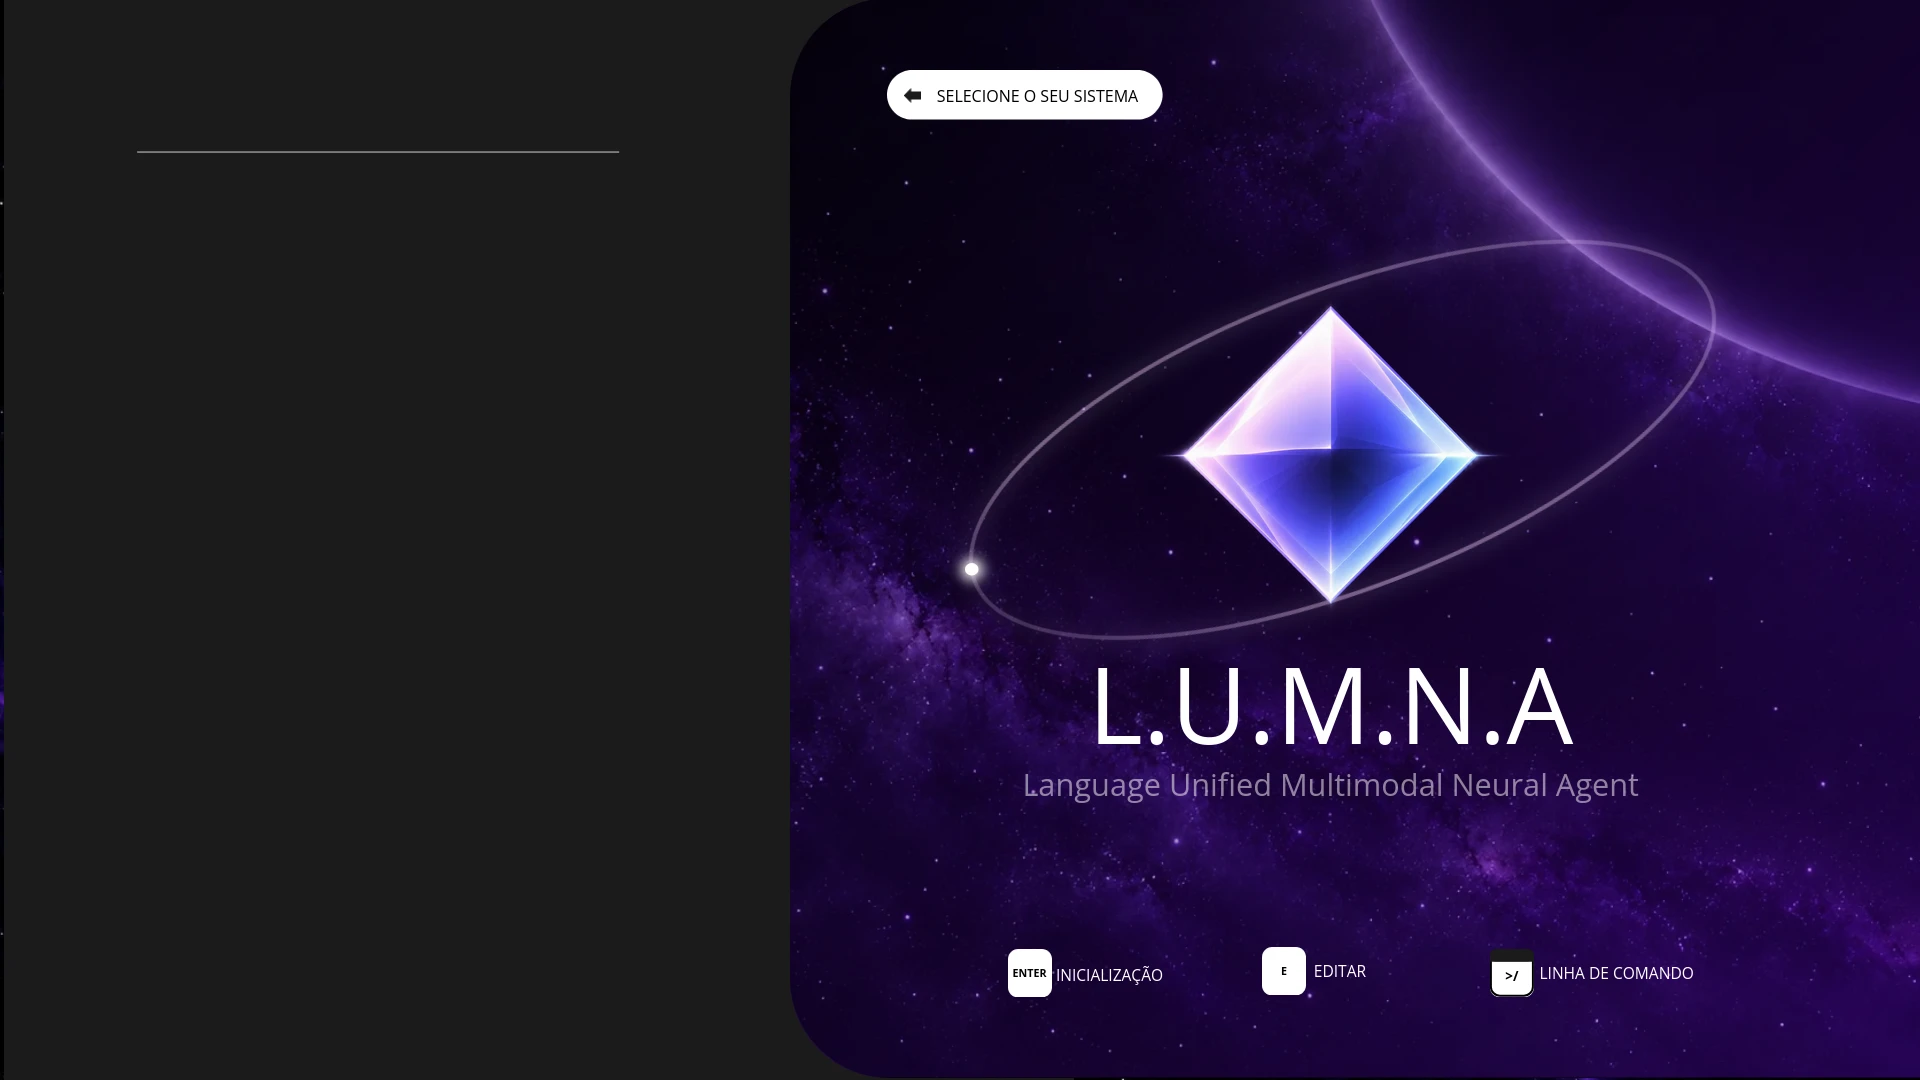 SELECIONE O SEU SISTEMA
L.U.M.N.A
Language Unified Multimodal Neural Agent
ENTER INICIALIZAÇÃO
E EDITAR
>/ LINHA DE COMANDO